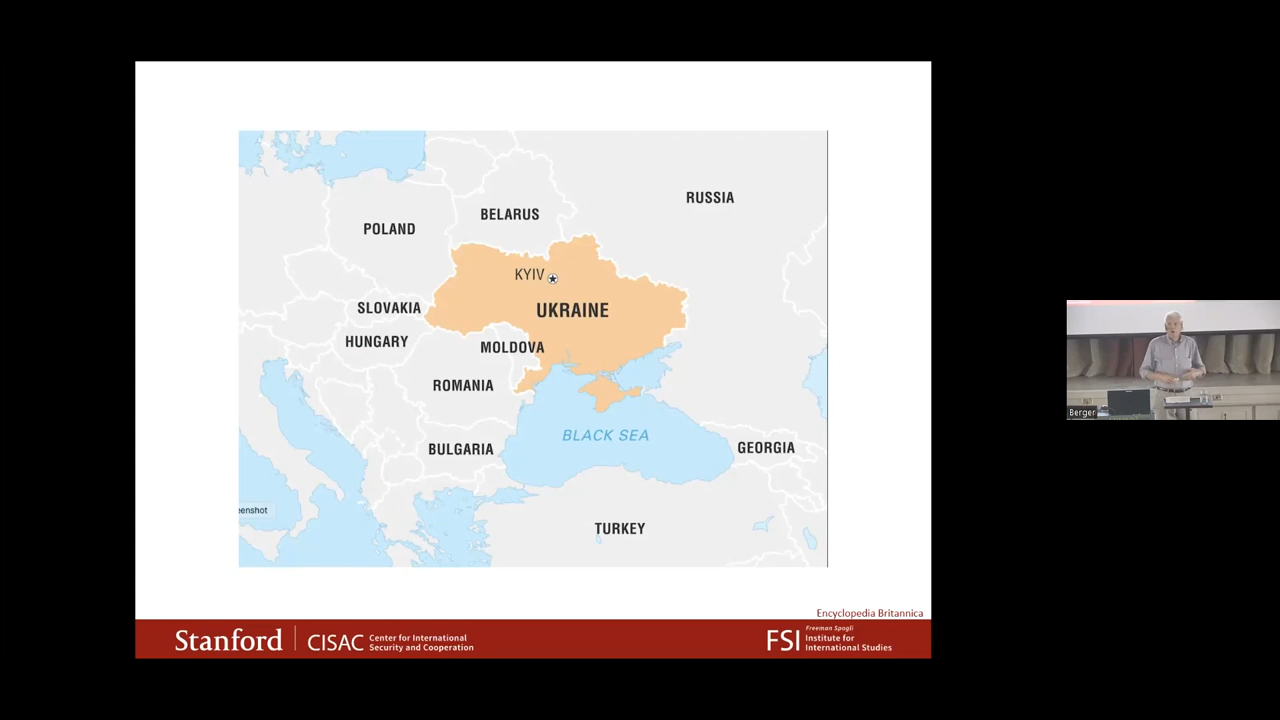 RUSSIA
BELARUS
POLAND
KYIV
SLOVAKIA
UKRAINE
HUNGARY
MOLDOVA
ROMANIA
BLACK SEA
BULGARIA
GEORGIA
eenshot
TURKEY
Berger
Encyclopedia Britannica
Stanford
CISAC
Center for International
Security and Cooperation
FSI
Freeman Spogli
Institute for
International Studies